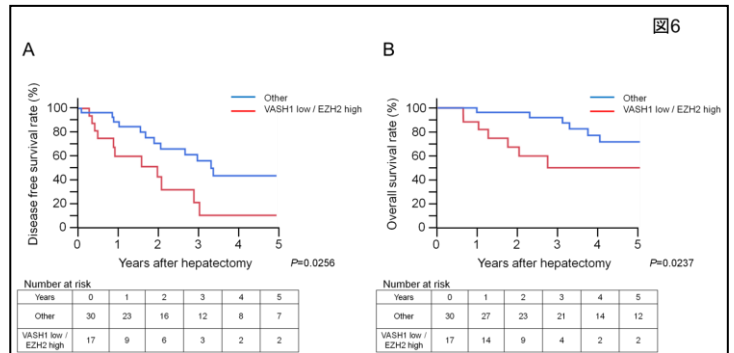 図6
A
Other
VASH1 low / EZH2 high
Disease free survival rate (%)
100
80
60
40
20
0
0 1 2 3 4 5
Years after hepatectomy
P=0.0256
Number at risk
Years 0 1 2 3 4 5
Other 30 23 16 12 8 7
VASH1 low /
EZH2 high 17 9 6 3 2 2
B
Other
VASH1 low / EZH2 high
Overall survival rate (%)
100
80
60
40
20
0
0 1 2 3 4 5
Years after hepatectomy
P=0.0237
Number at risk
Years 0 1 2 3 4 5
Other 30 27 23 21 14 12
VASH1 low /
EZH2 high 17 14 9 4 2 2